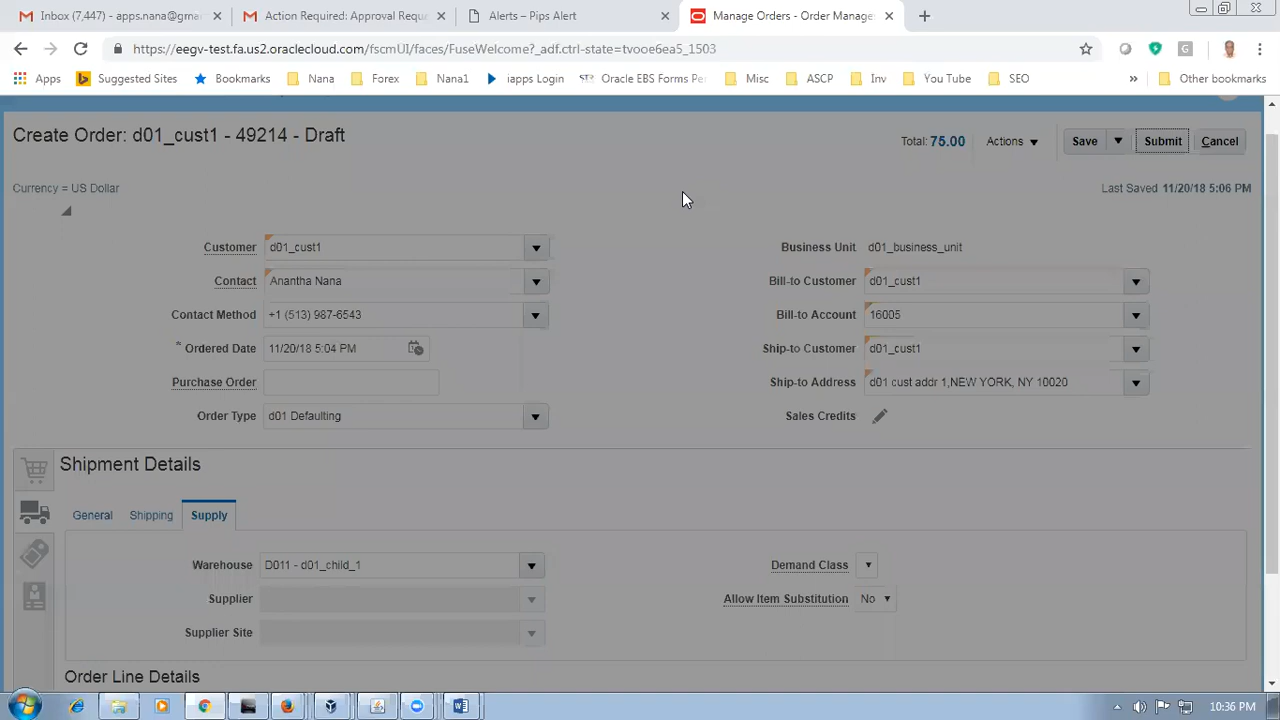 Inbox (7,447) - apps.nana@gmar
Action Required: Approval Requ
Alerts – Pips Alert
Manage Orders - Order Manage
https://eegv-test.fa.us2.oraclecloud.com/fscmUI/faces/FuseWelcome?_adf.ctrl-state=tvooe6ea5_1503
Apps Suggested Sites Bookmarks Nana Forex Nana1 iapps Login Oracle EBS Forms Per Misc ASCP Inv You Tube SEO » Other bookmarks
Create Order: d01_cust1 - 49214 - Draft
Total: 75.00 Actions Save Submit Cancel
Currency = US Dollar
Last Saved 11/20/18 5:06 PM
Customer d01_cust1
Contact Anantha Nana
Contact Method +1 (513) 987-6543
* Ordered Date 11/20/18 5:04 PM
Purchase Order
Order Type d01 Defaulting
Business Unit d01_business_unit
Bill-to Customer d01_cust1
Bill-to Account 16005
Ship-to Customer d01_cust1
Ship-to Address d01 cust addr 1,NEW YORK, NY 10020
Sales Credits
Shipment Details
General Shipping Supply
Warehouse D011 - d01_child_1
Supplier
Supplier Site
Demand Class
Allow Item Substitution No
Order Line Details
10:36 PM